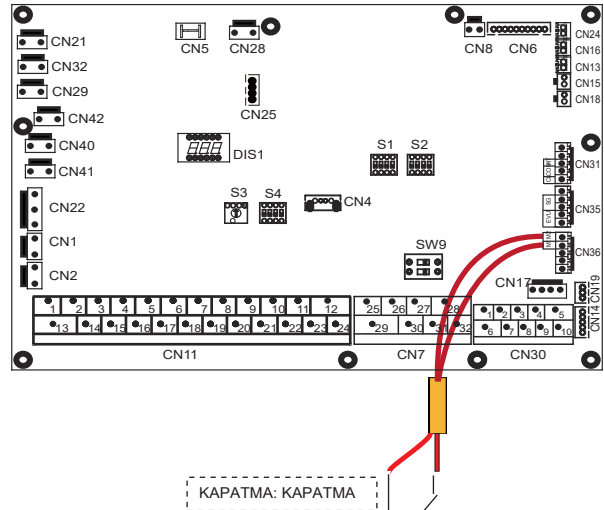 CN21
CN5
CN28
CN8
CN6
CN24
CN32
CN16
CN13
CN29
CN15
CN25
CN18
CN42
CN40
DIS1
S1
S2
CN41
CN31
S3
S4
CN4
SG
EVU
CN35
CN22
SW9
M1 M2
CN36
CN1
CN17
CN19
CN2
CN14
1 2 3 4 5 6 7 8 9 10 11 12
25 26 27 28
1 2 3 4 5
13 14 15 16 17 18 19 20 21 22 23 24
29 30 31 32
6 7 8 9 10
CN11
CN7
CN30
KAPATMA: KAPATMA